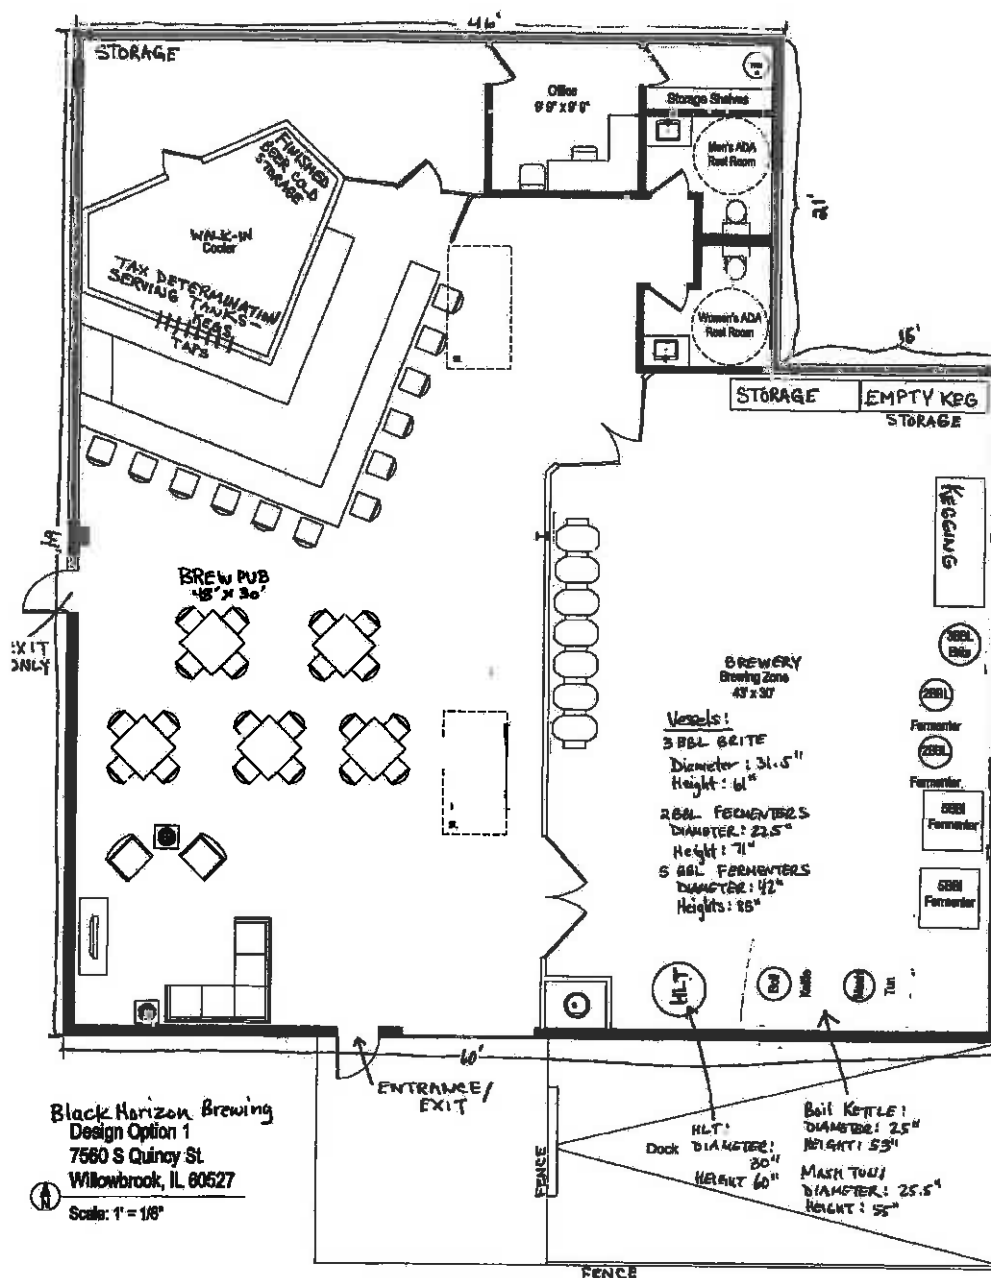 46'
STORAGE
Office
9'9" x 9'9"
Storage Shelves
Men's ADA
Rest Room
21'
FINISHED
BEER COLD
STORAGE
WALK-IN
Cooler
TAX DETERMINATION
SERVING TANKS -
KEGS
TAPS
Women's ADA
Rest Room
15'
STORAGE
EMPTY KEG
STORAGE
KEGGING
BREW PUB
45' x 30'
EXIT
ONLY
3BBL
Brite
BREWERY
Brewing Zone
43' x 30'
2BBL
Fermenter
2BBL
Fermenter
5BBl
Fermenter
5BBl
Fermenter
Vessels:
3 BBL BRITE
Diameter: 31.5"
Height: 61"
2 BBL FERMENTERS
DIAMETER: 22.5"
Height: 71"
5 BBL FERMENTERS
DIAMETER: 42"
Heights: 85"
HLT
Boil
Kettle
Mash
Tun
60'
ENTRANCE/
EXIT
Black Horizon Brewing
Design Option 1
7560 S Quincy St.
Willowbrook, IL 60527
N
Scale: 1' = 1/8"
FENCE
Dock
HLT:
DIAMETER:
30"
HEIGHT 60"
BOIL KETTLE:
DIAMETER: 25"
HEIGHT: 53"
MASH TUN:
DIAMETER: 25.5"
HEIGHT: 55"
FENCE